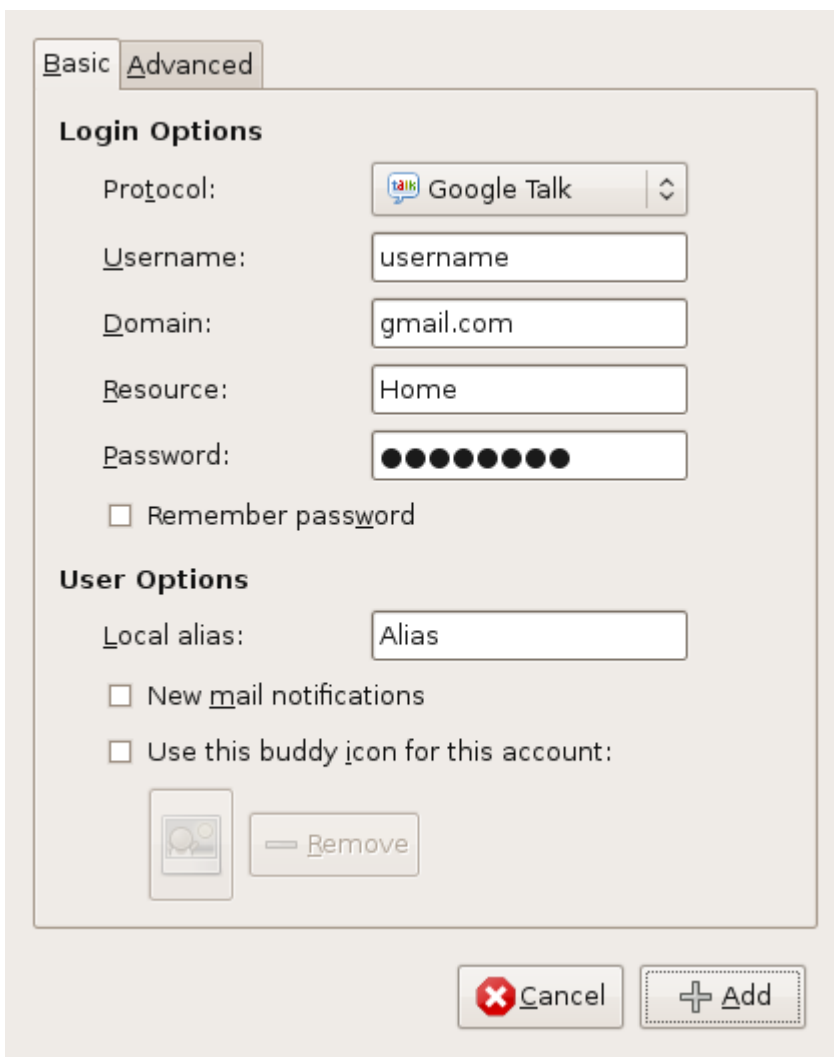 Basic Advanced
Login Options
Protocol: talk Google Talk
Username: username
Domain: gmail.com
Resource: Home
Password: ●●●●●●●●
Remember password
User Options
Local alias: Alias
New mail notifications
Use this buddy icon for this account:
Remove
Cancel Add